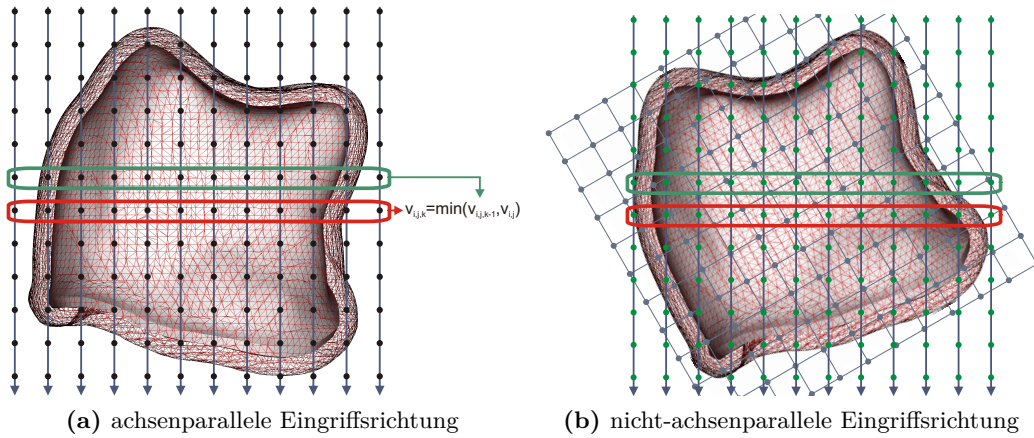 v_{i,j,k}=min(v_{i,j,k-1},v_{i,j})
(a) achsenparallele Eingriffsrichtung
(b) nicht-achsenparallele Eingriffsrichtung